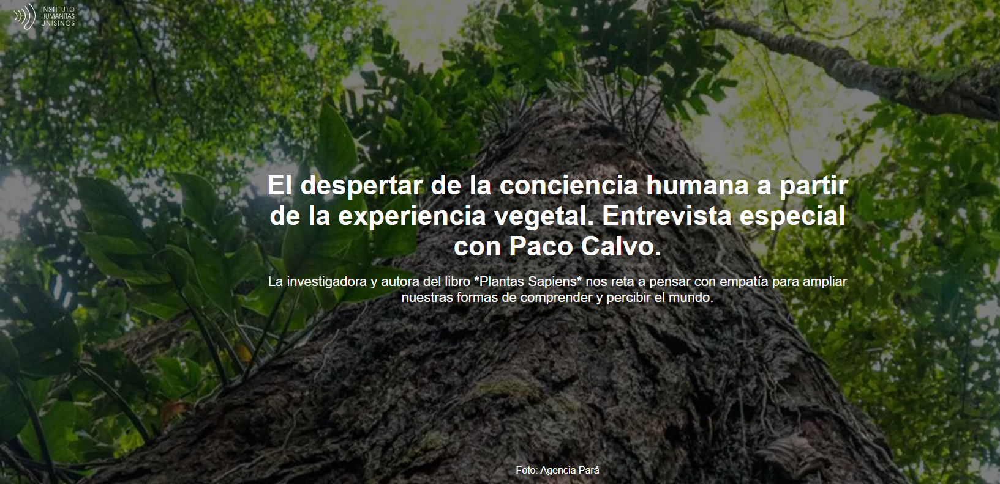 INSTITUTO
HUMANITAS
UNISINOS
El despertar de la conciencia humana a partir
de la experiencia vegetal. Entrevista especial
con Paco Calvo.
La investigadora y autora del libro *Plantas Sapiens* nos reta a pensar con empatía para ampliar
nuestras formas de comprender y percibir el mundo.
Foto: Agencia Pará